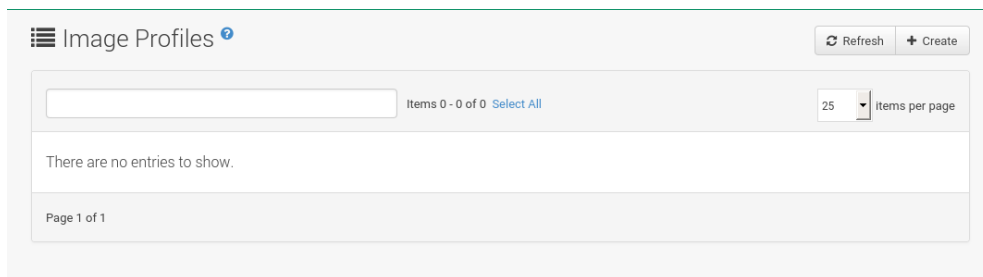 Image Profiles ?
Refresh
Create
Items 0 - 0 of 0 Select All
25 items per page
There are no entries to show.
Page 1 of 1